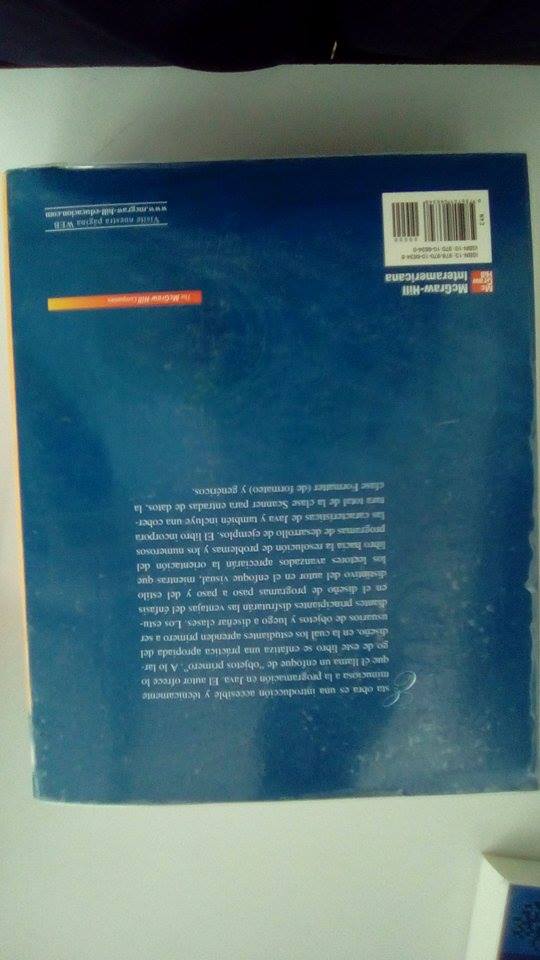 Esta obra es una introducción accesible y técnicamente
minuciosa a la programación en Java. El autor lo ofrece lo
que él llama un enfoque de "objetos primero". A lo lar-
go de este libro se enfatiza una práctica apropiada del
diseño, en la cual los estudiantes aprenden primero a ser
usuarios de objetos y luego a diseñar clases. Los estu-
diantes principiantes disfrutarán las ventajas del énfasis
en el diseño de programas paso a paso y del estilo
distintivo del autor en el enfoque visual, mientras que
los lectores avanzados apreciarán la orientación del
libro hacia la resolución de problemas y los numerosos
programas de desarrollo de ejemplos. El libro incorpora
las características de Java y también incluye una cober-
tura total de la clase Scanner para entradas de datos, la
clase Formatter (de formateo) y genéricos.
The McGraw-Hill Companies
Mc
Graw
Hill
McGraw-Hill
Interamericana
Visite nuestra página WEB
www.mcgraw-hill-educacion.com